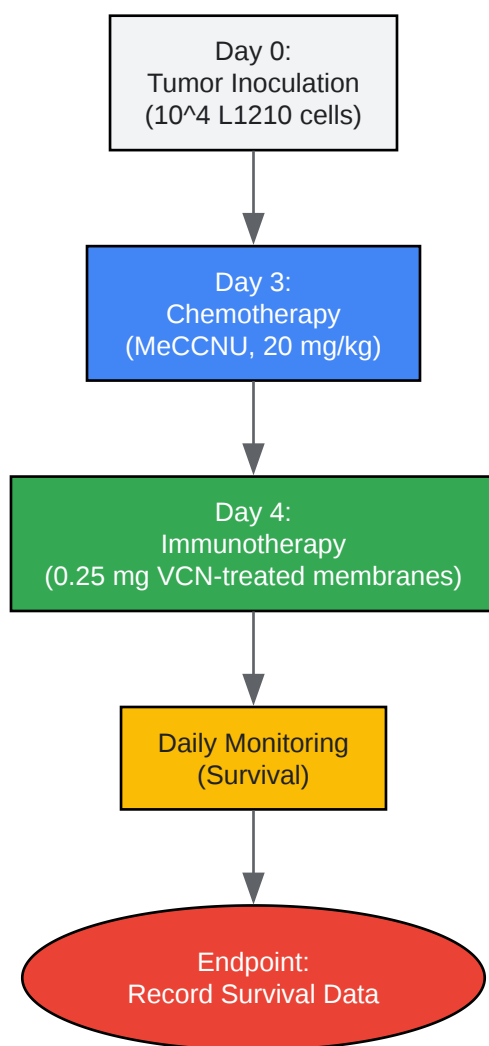 Day 0:
Tumor Inoculation
(10^4 L1210 cells)
Day 3:
Chemotherapy
(MeCCNU, 20 mg/kg)
Day 4:
Immunotherapy
(0.25 mg VCN-treated membranes)
Daily Monitoring
(Survival)
Endpoint:
Record Survival Data